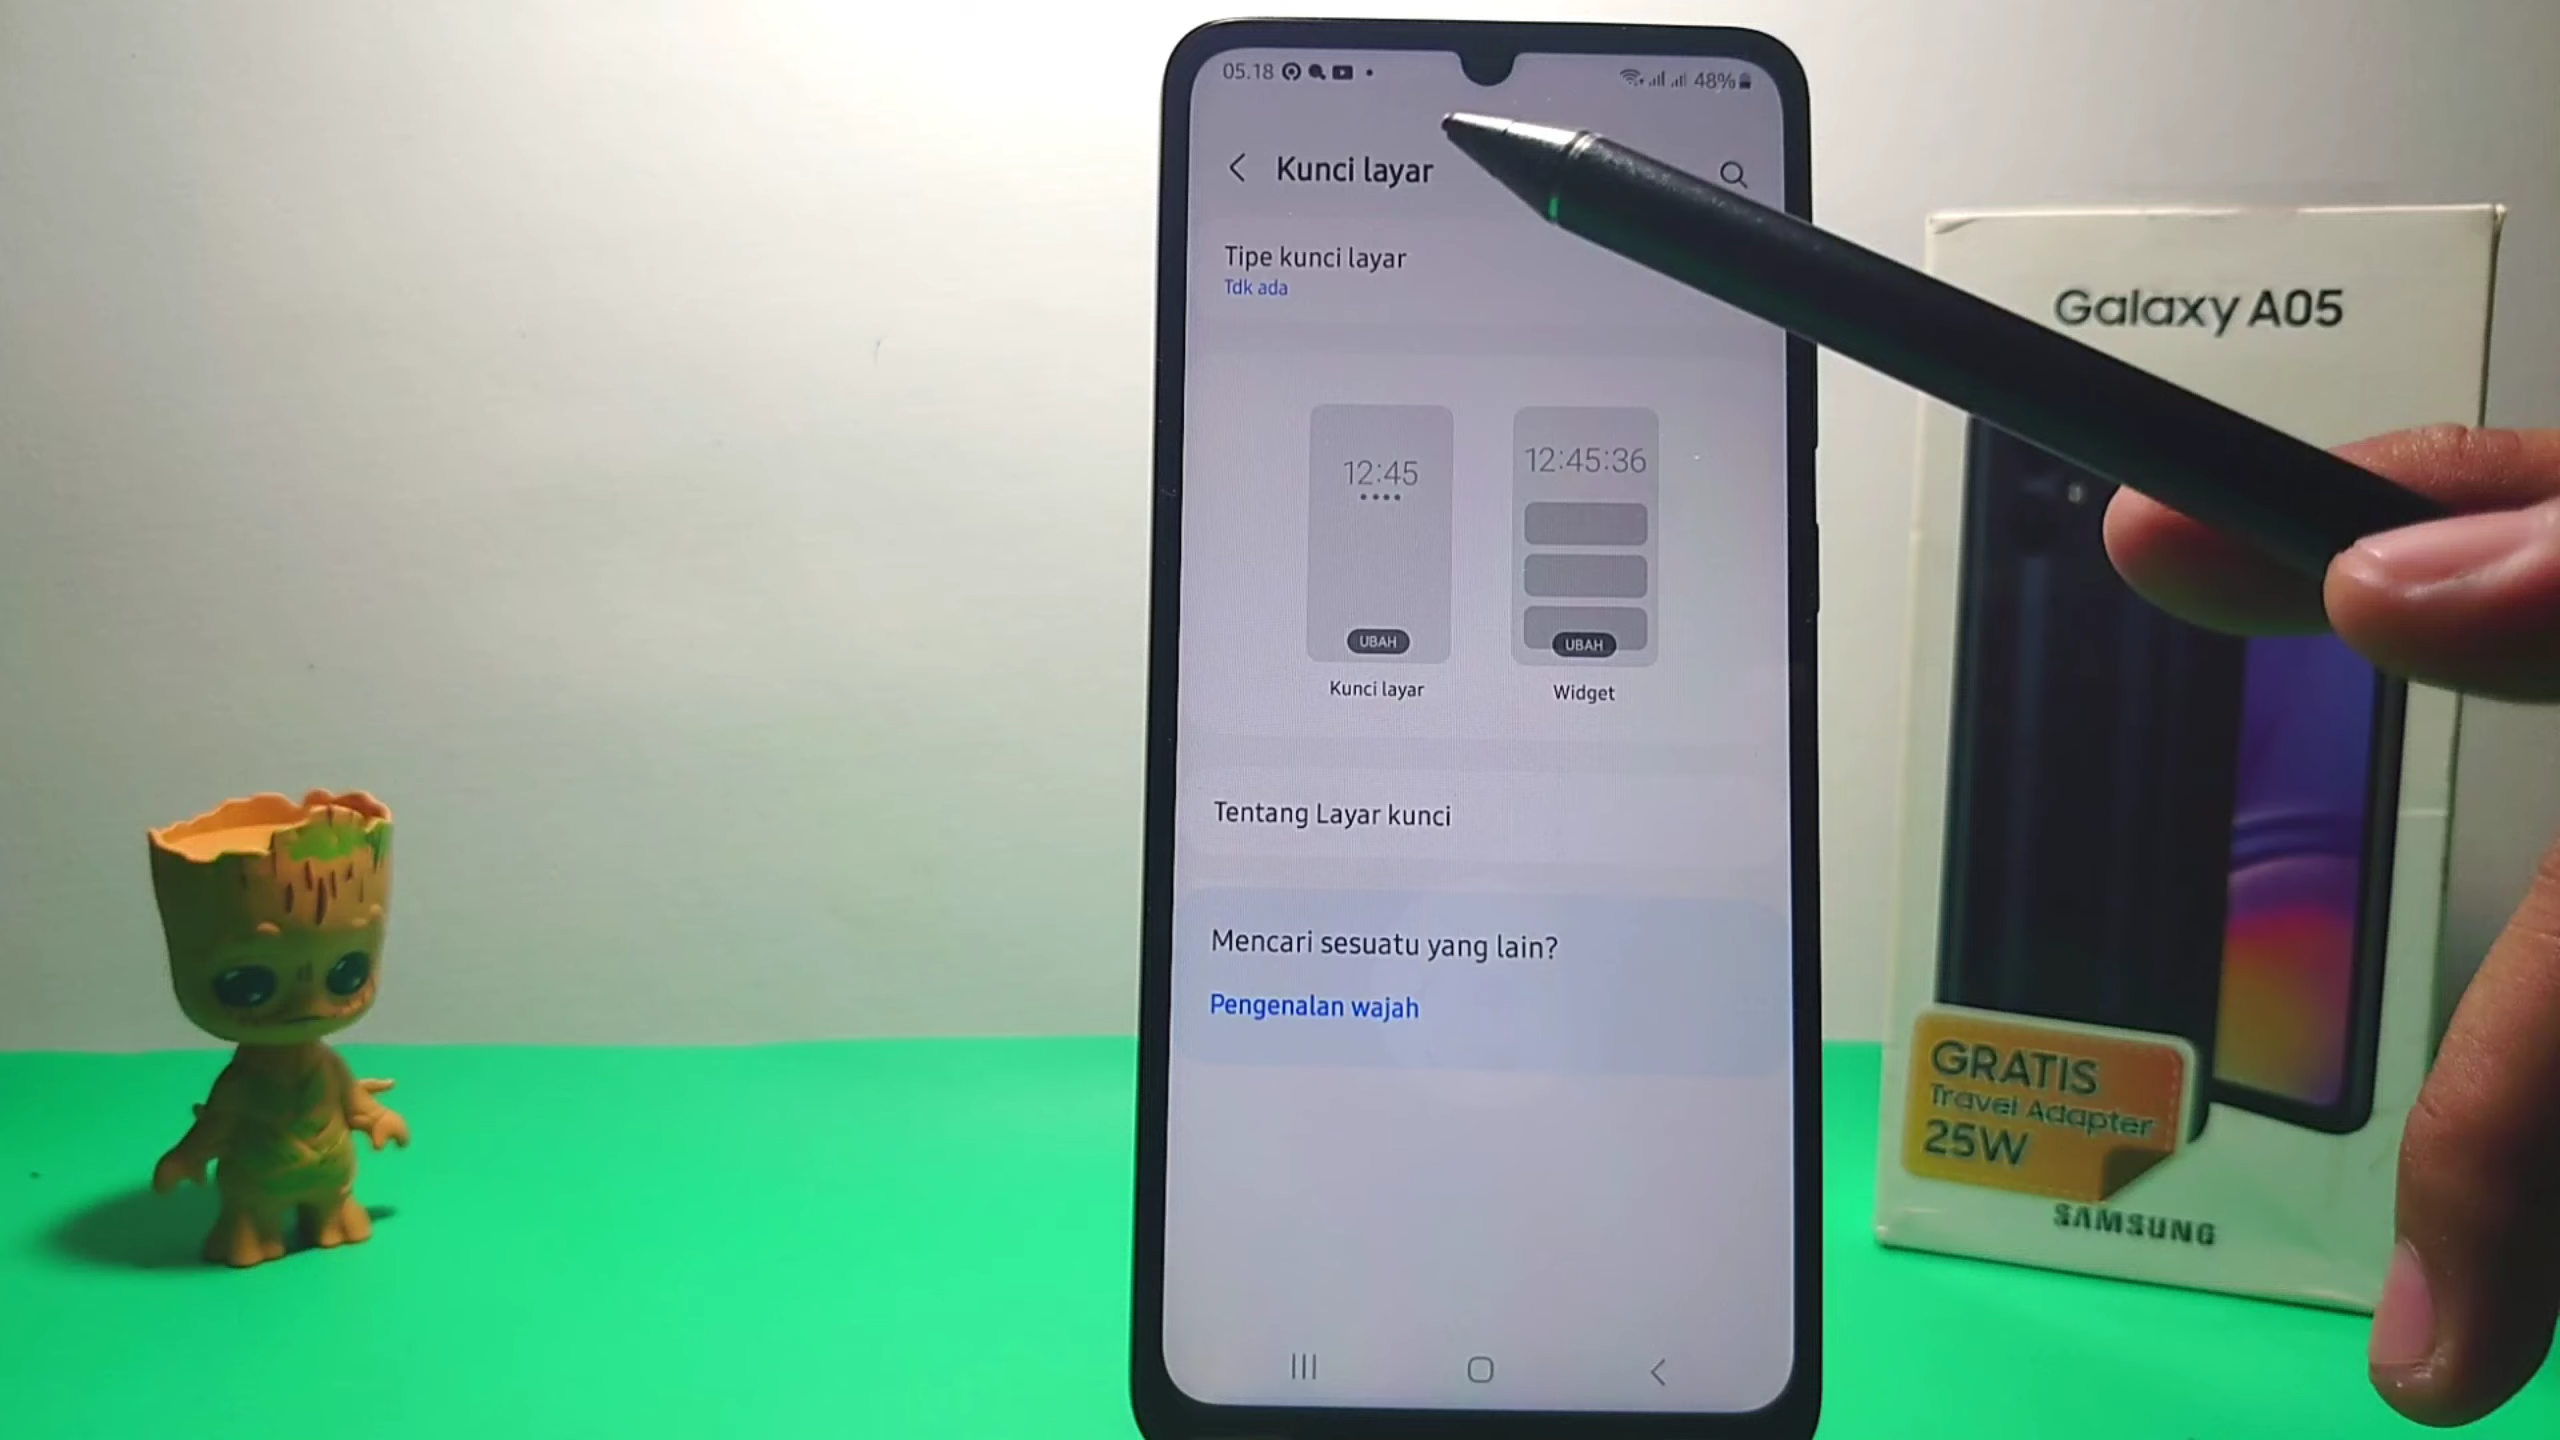 05.18
48%
Kunci layar
Tipe kunci layar
Tdk ada
12:45
UBAH
Kunci layar
12:45:36
UBAH
Widget
Tentang Layar kunci
Mencari sesuatu yang lain?
Pengenalan wajah
Galaxy A05
GRATIS
Travel Adapter
25W
SAMSUNG